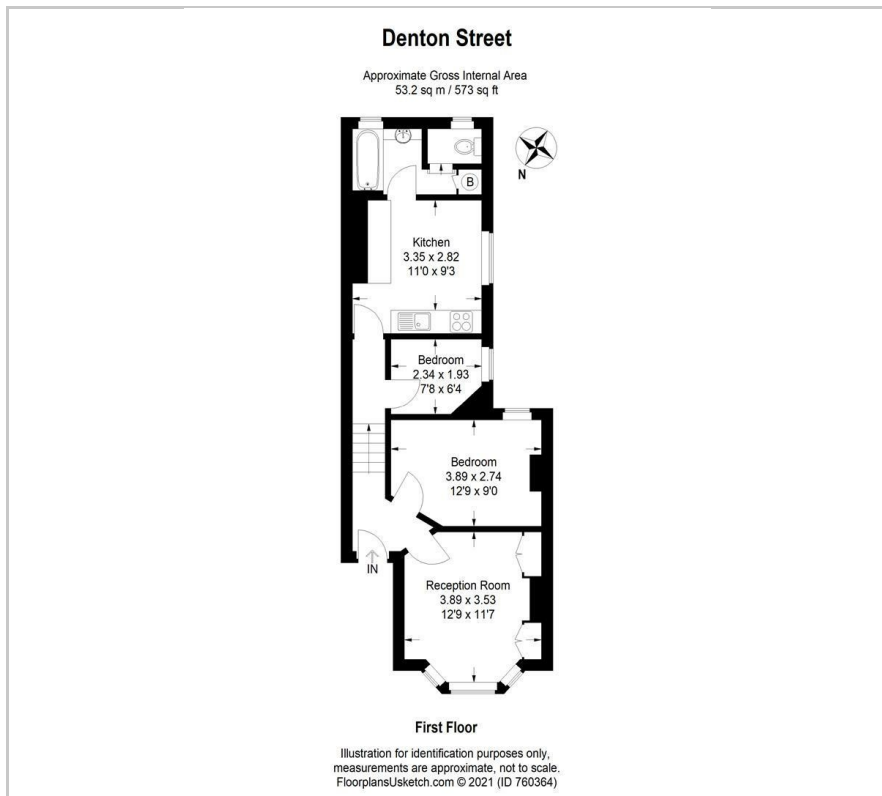 Denton Street
Approximate Gross Internal Area
53.2 sq m / 573 sq ft
N
B
Kitchen
3.35 x 2.82
11'0 x 9'3
Bedroom
2.34 x 1.93
7'8 x 6'4
Bedroom
3.89 x 2.74
12'9 x 9'0
IN
Reception Room
3.89 x 3.53
12'9 x 11'7
First Floor
Illustration for identification purposes only,
measurements are approximate, not to scale.
FloorplansUsketch.com © 2021 (ID 760364)